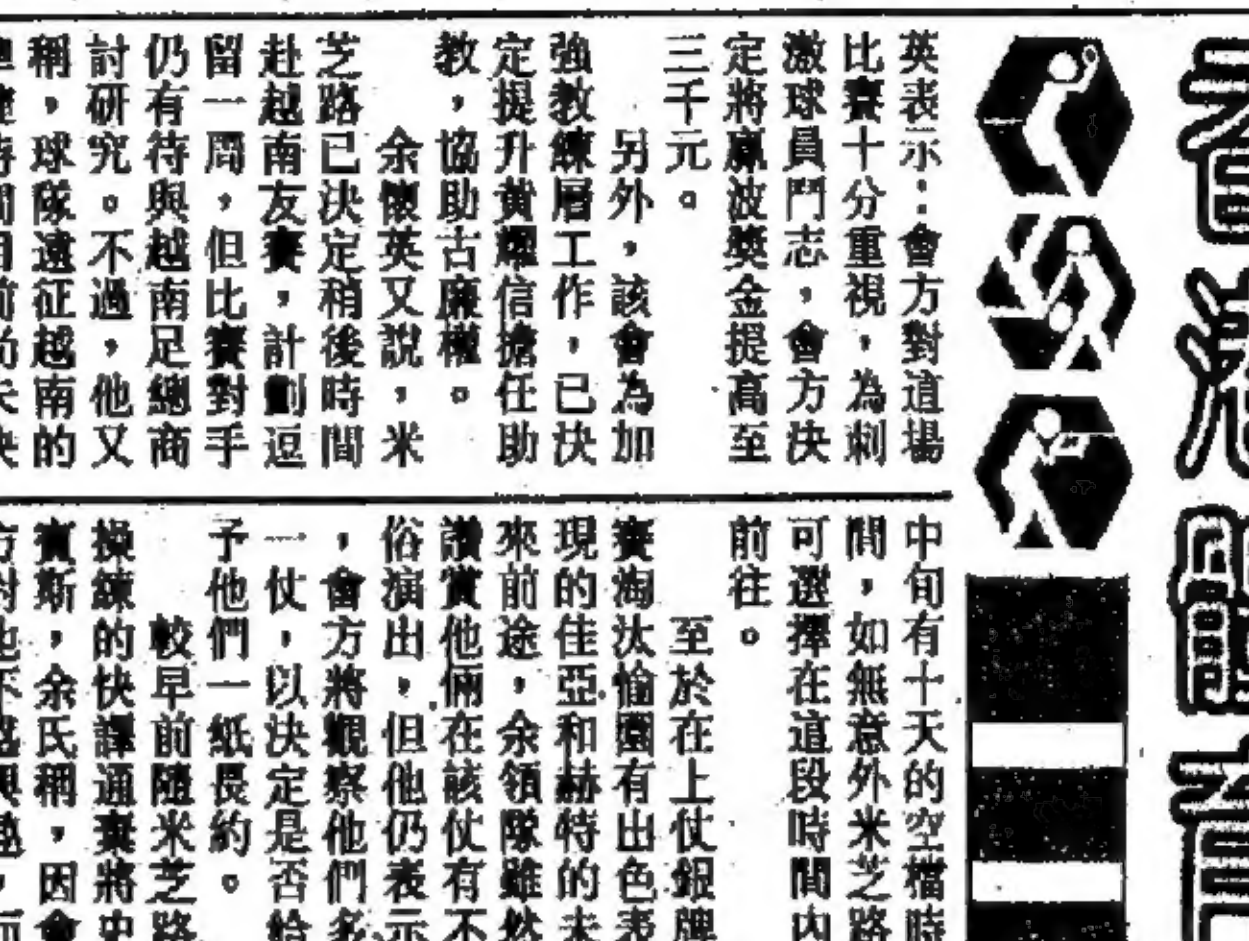 英表示：會方對這場
比賽十分重視，為刺
激球員鬥志，會方決
定將贏波獎金提高至
三千元。
另外，該會為加
強教練層工作，已決
定提升黃耀信擔任助
教，協助古廉權。
余懷英又說，米
芝路已決定稍後時間
赴越南友賽，計劃逗
留一周，但比賽對手
仍有待與越南足總商
討研究。不過，他又
稱，球隊遠征越南的
中旬有十天的空檔時
間，如無意外米芝路
可選擇在這段時間內
前往。
至於在上仗銀牌
賽淘汰愉園有出色表
現的佳亞和赫特的未
來前途，余領隊雖然
讚賞他倆在該仗有不
俗演出，但他仍表示
，會方將觀察他們多
一仗，以決定是否給
予他們一紙長約。
較早前隨米芝路
操練的快譯通棄將史
賓斯，余氏稱，因會